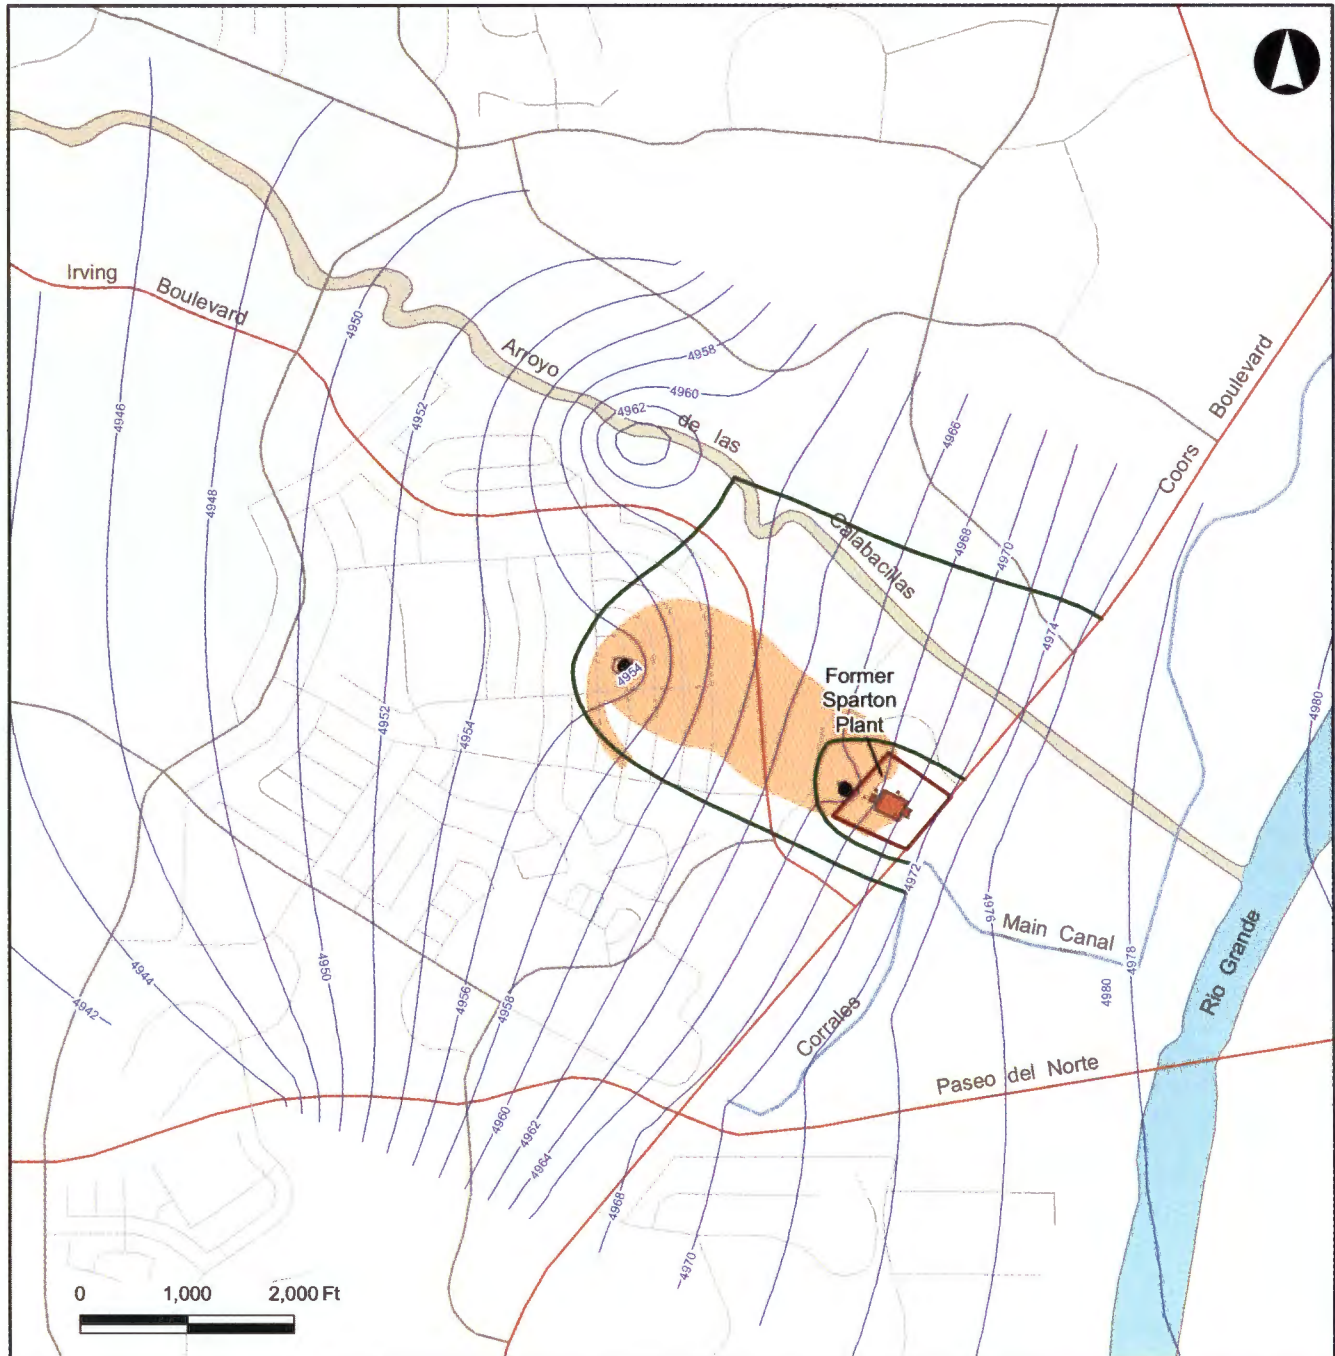 Irving Boulevard
4950
Arroyo
4958
4960
4962
de las
4952
4946
4948
4966
Boulevard
Coors
Calabacillas
4968
4970
4974
4954
Former
Sparton
Plant
4980
4952
4954
4972
4976
Main Canal
4978
4980
Río Grande
4950
4944
4942
4956
4958
Corrales
Paseo del Norte
4960
4962
4964
4968
4970
0 1,000 2,000 Ft